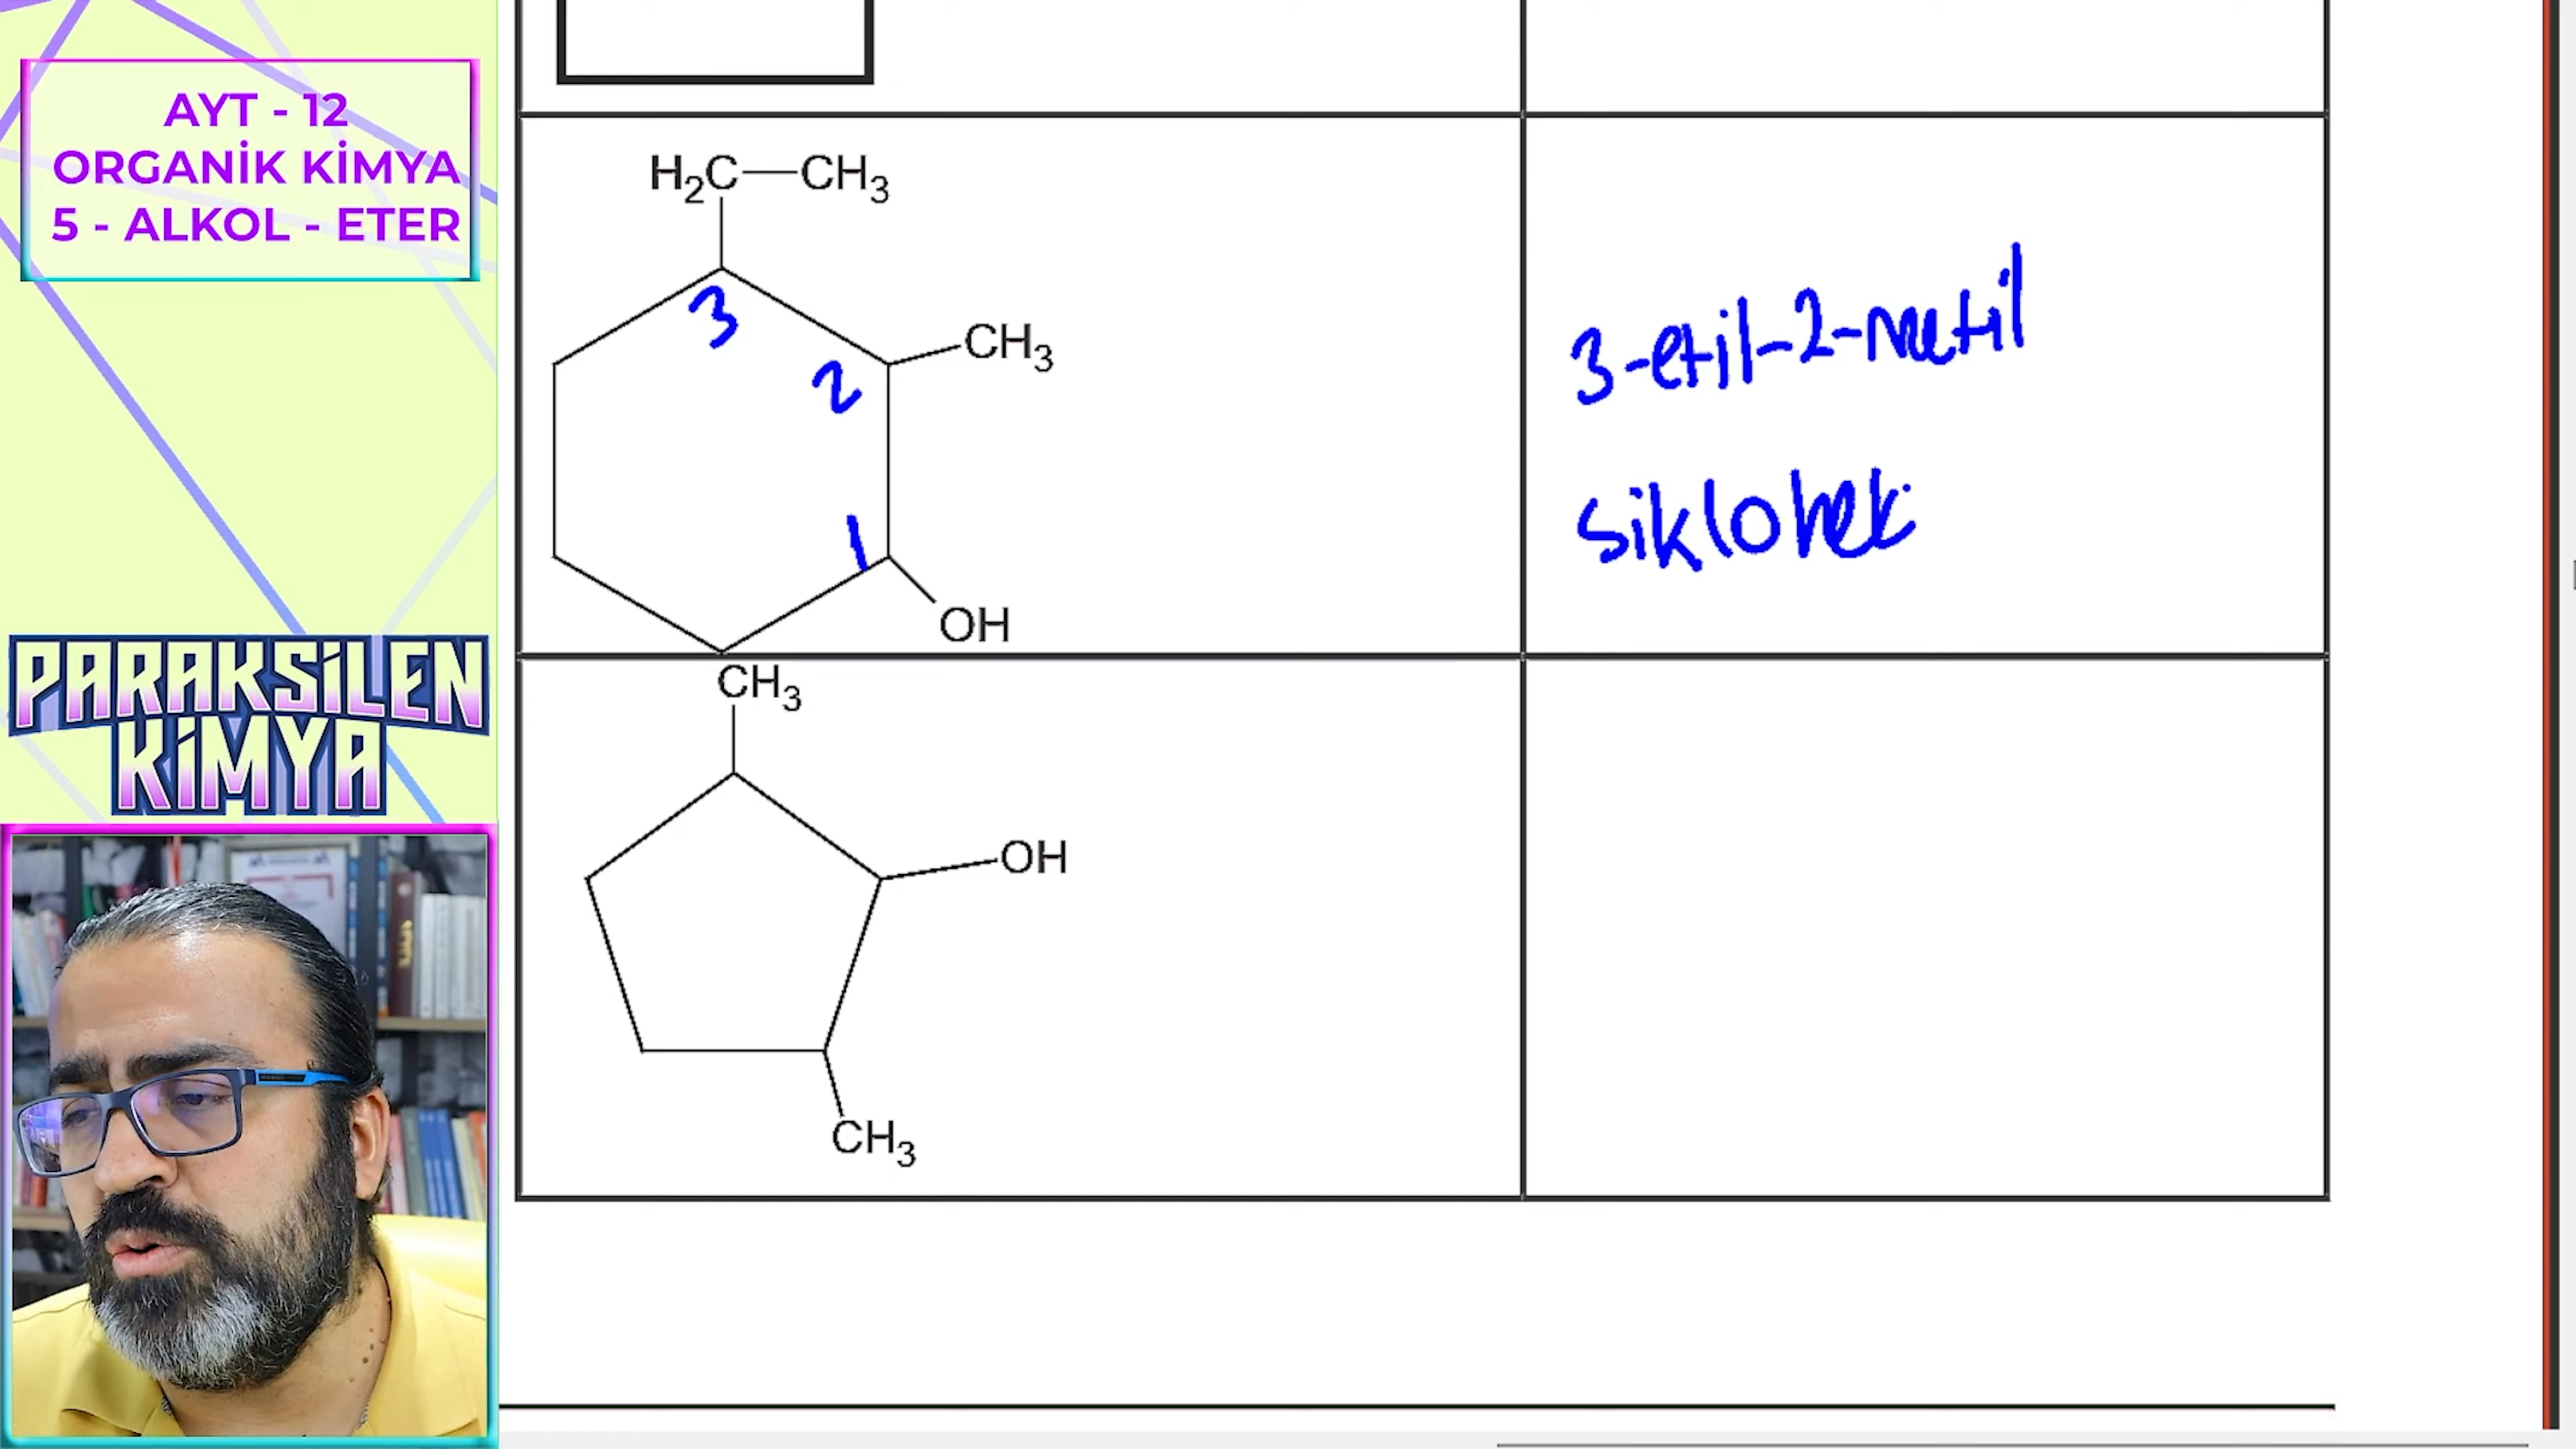 AYT - 12
ORGANİK KİMYA
5 - ALKOL - ETER
PARAKSİLEN
KİMYA
H₂C—CH₃
3
CH₃
2
1
OH
3-etil-2-metil
siklohek
CH₃
OH
CH₃